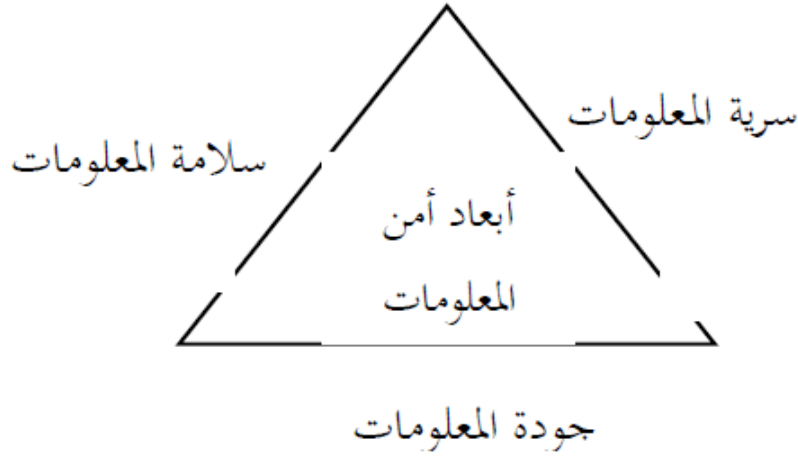 سرية المعلومات
سلامة المعلومات
أبعاد أمن
المعلومات
جودة المعلومات